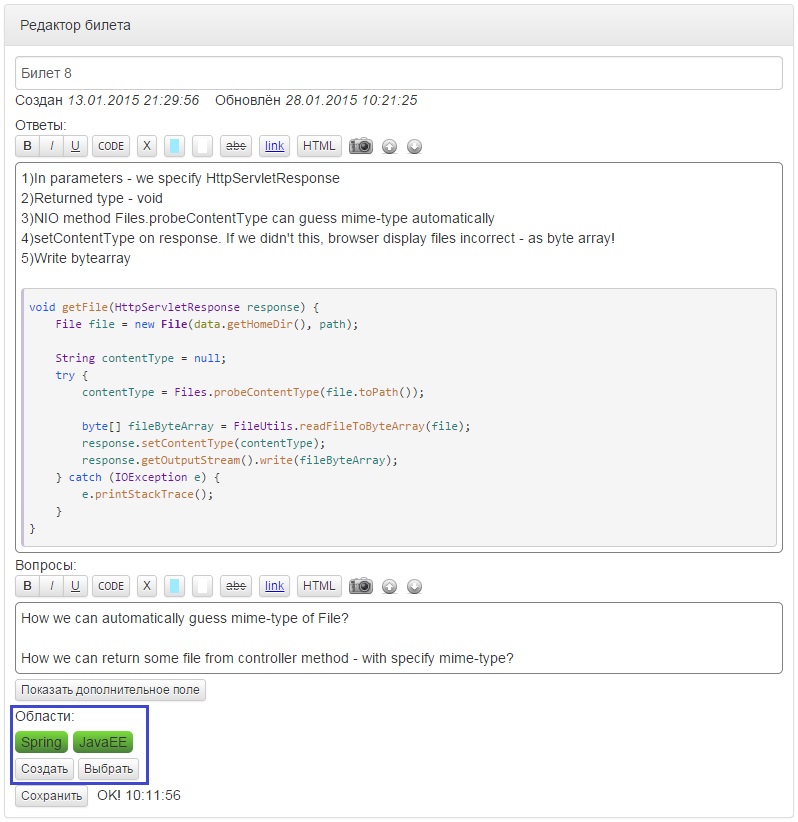 Редактор билета
Билет 8
Создан 13.01.2015 21:29:56 Обновлён 28.01.2015 10:21:25
Ответы:
B I U CODE X abc link HTML
1)In parameters - we specify HttpServletResponse
2)Returned type - void
3)NIO method Files.probeContentType can guess mime-type automatically
4)setContentType on response. If we didn't this, browser display files incorrect - as byte array!
5)Write bytearray
void getFile(HttpServletResponse response) {
    File file = new File(data.getHomeDir(), path);
    String contentType = null;
    try {
        contentType = Files.probeContentType(file.toPath());
        byte[] fileByteArray = FileUtils.readFileToByteArray(file);
        response.setContentType(contentType);
        response.getOutputStream().write(fileByteArray);
    } catch (IOException e) {
        e.printStackTrace();
    }
}
Вопросы:
B I U CODE X abc link HTML
How we can automatically guess mime-type of File?
How we can return some file from controller method - with specify mime-type?
Показать дополнительное поле
Области:
Spring JavaEE
Создать Выбрать
Сохранить OK! 10:11:56